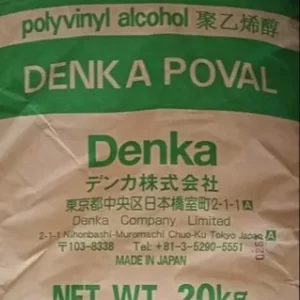 polyvinyl alcohol 聚乙烯醇
DENKA POVAL
Denka
デンカ株式会社
東京都中央区日本橋室町2-1-1 A
Denka Company Limited
2-1-1 Nihonbashi-Muromachi Chuo-Ku Tokyo Japan A
〒103-8338 Tel: +81-3-5290-5551
MADE IN JAPAN
NET WT. 20kg